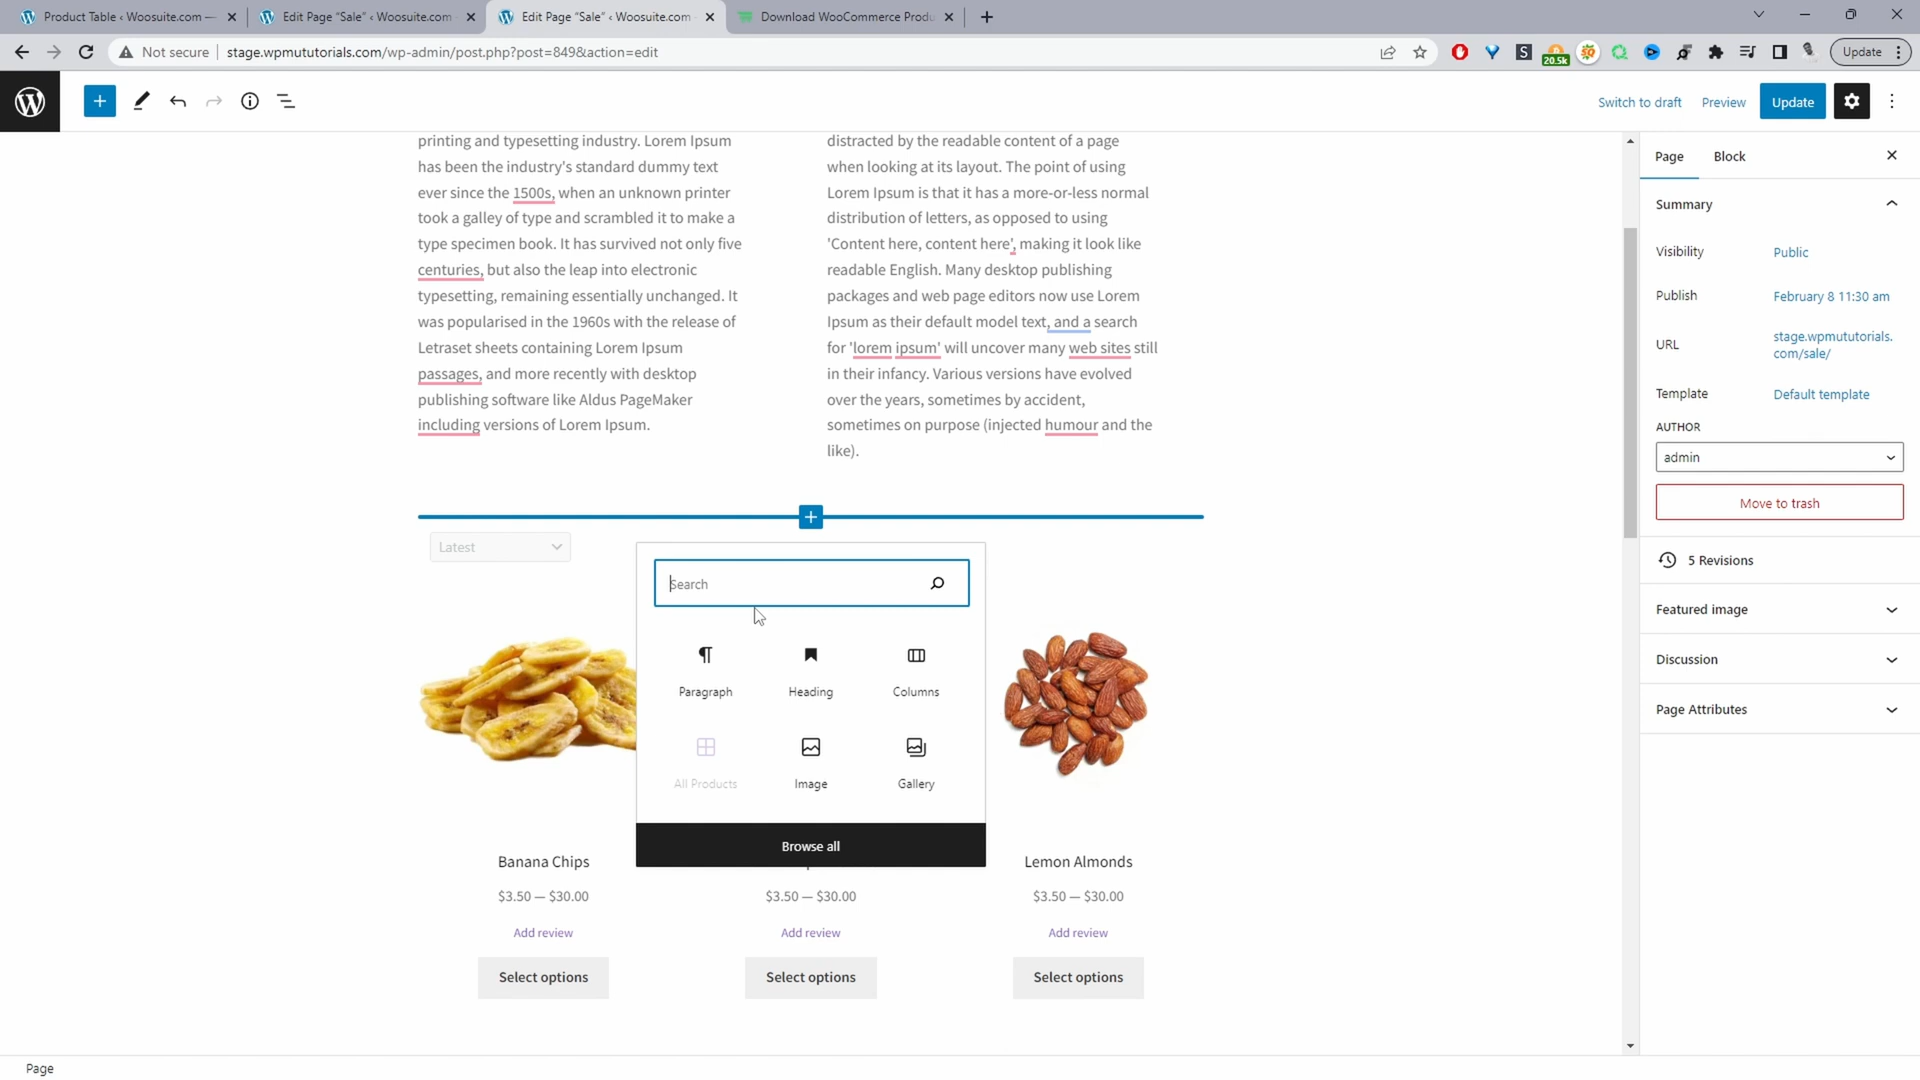 Product Table ‹ Woosuite.com —
Edit Page "Sale" ‹ Woosuite.com
Edit Page "Sale" ‹ Woosuite.com
Download WooCommerce Produ
Not secure
stage.wpmututorials.com/wp-admin/post.php?post=849&action=edit
20.5k
Update
Switch to draft
Preview
Update
printing and typesetting industry. Lorem Ipsum
has been the industry's standard dummy text
ever since the 1500s, when an unknown printer
took a galley of type and scrambled it to make a
type specimen book. It has survived not only five
centuries, but also the leap into electronic
typesetting, remaining essentially unchanged. It
was popularised in the 1960s with the release of
Letraset sheets containing Lorem Ipsum
passages, and more recently with desktop
publishing software like Aldus PageMaker
including versions of Lorem Ipsum.
distracted by the readable content of a page
when looking at its layout. The point of using
Lorem Ipsum is that it has a more-or-less normal
distribution of letters, as opposed to using
'Content here, content here', making it look like
readable English. Many desktop publishing
packages and web page editors now use Lorem
Ipsum as their default model text, and a search
for 'lorem ipsum' will uncover many web sites still
in their infancy. Various versions have evolved
over the years, sometimes by accident,
sometimes on purpose (injected humour and the
like).
Latest
Search
Paragraph
Heading
Columns
All Products
Image
Gallery
Browse all
Banana Chips
Lemon Almonds
$3.50 — $30.00
$3.50 — $30.00
$3.50 — $30.00
Add review
Add review
Add review
Select options
Select options
Select options
Page
Block
Summary
Visibility
Public
Publish
February 8 11:30 am
URL
stage.wpmututorials.
com/sale/
Template
Default template
AUTHOR
admin
Move to trash
5 Revisions
Featured image
Discussion
Page Attributes
Page